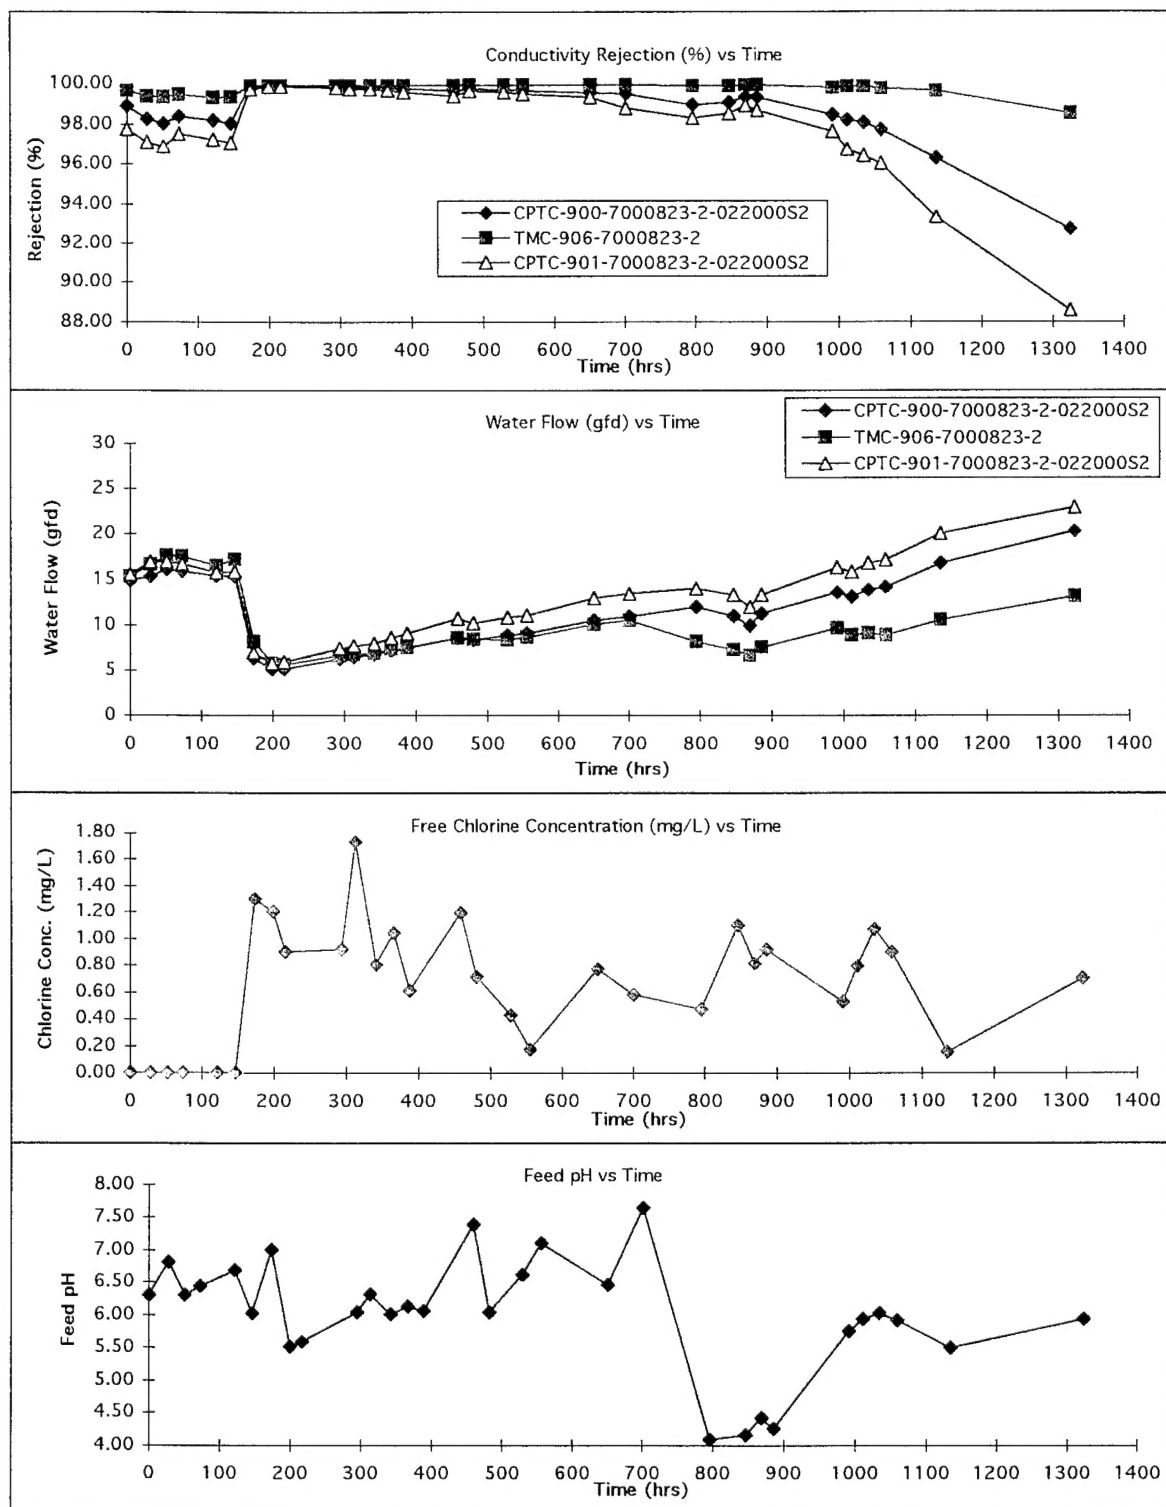 Conductivity Rejection (%) vs Time
Rejection (%)
100.00
98.00
96.00
94.00
92.00
90.00
88.00
CPTC-900-7000823-2-022000S2
TMC-906-7000823-2
CPTC-901-7000823-2-022000S2
0 100 200 300 400 500 600 700 800 900 1000 1100 1200 1300 1400
Time (hrs)
Water Flow (gfd) vs Time
CPTC-900-7000823-2-022000S2
TMC-906-7000823-2
CPTC-901-7000823-2-022000S2
Water Flow (gfd)
30
25
20
15
10
5
0
0 100 200 300 400 500 600 700 800 900 1000 1100 1200 1300 1400
Time (hrs)
Free Chlorine Concentration (mg/L) vs Time
Chlorine Conc. (mg/L)
1.80
1.60
1.40
1.20
1.00
0.80
0.60
0.40
0.20
0.00
0 100 200 300 400 500 600 700 800 900 1000 1100 1200 1300 1400
Time (hrs)
Feed pH vs Time
Feed pH
8.00
7.50
7.00
6.50
6.00
5.50
5.00
4.50
4.00
0 100 200 300 400 500 600 700 800 900 1000 1100 1200 1300 1400
Time (hrs)